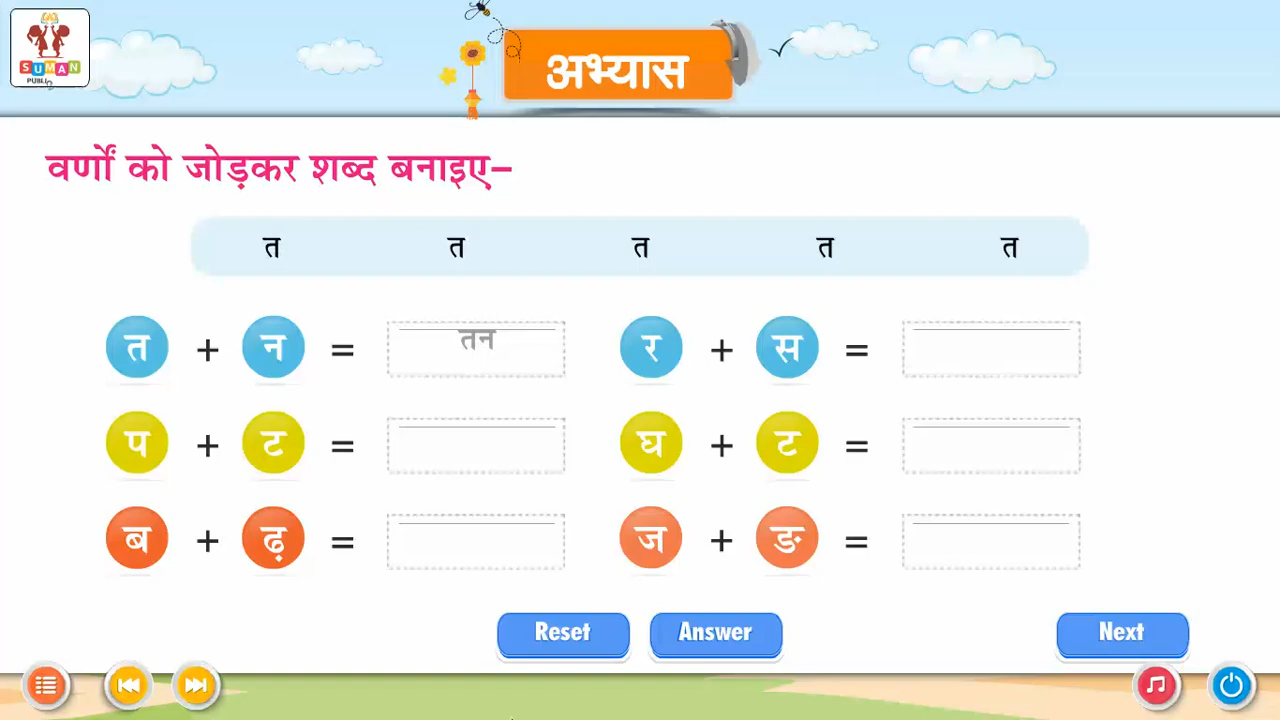 SUMAN
अभ्यास
वर्णों को जोड़कर शब्द बनाइए–
त त त त त
त + न = तन र + स =
प + ट = घ + ट =
ब + ढ़ = ज + ङ =
Reset Answer Next